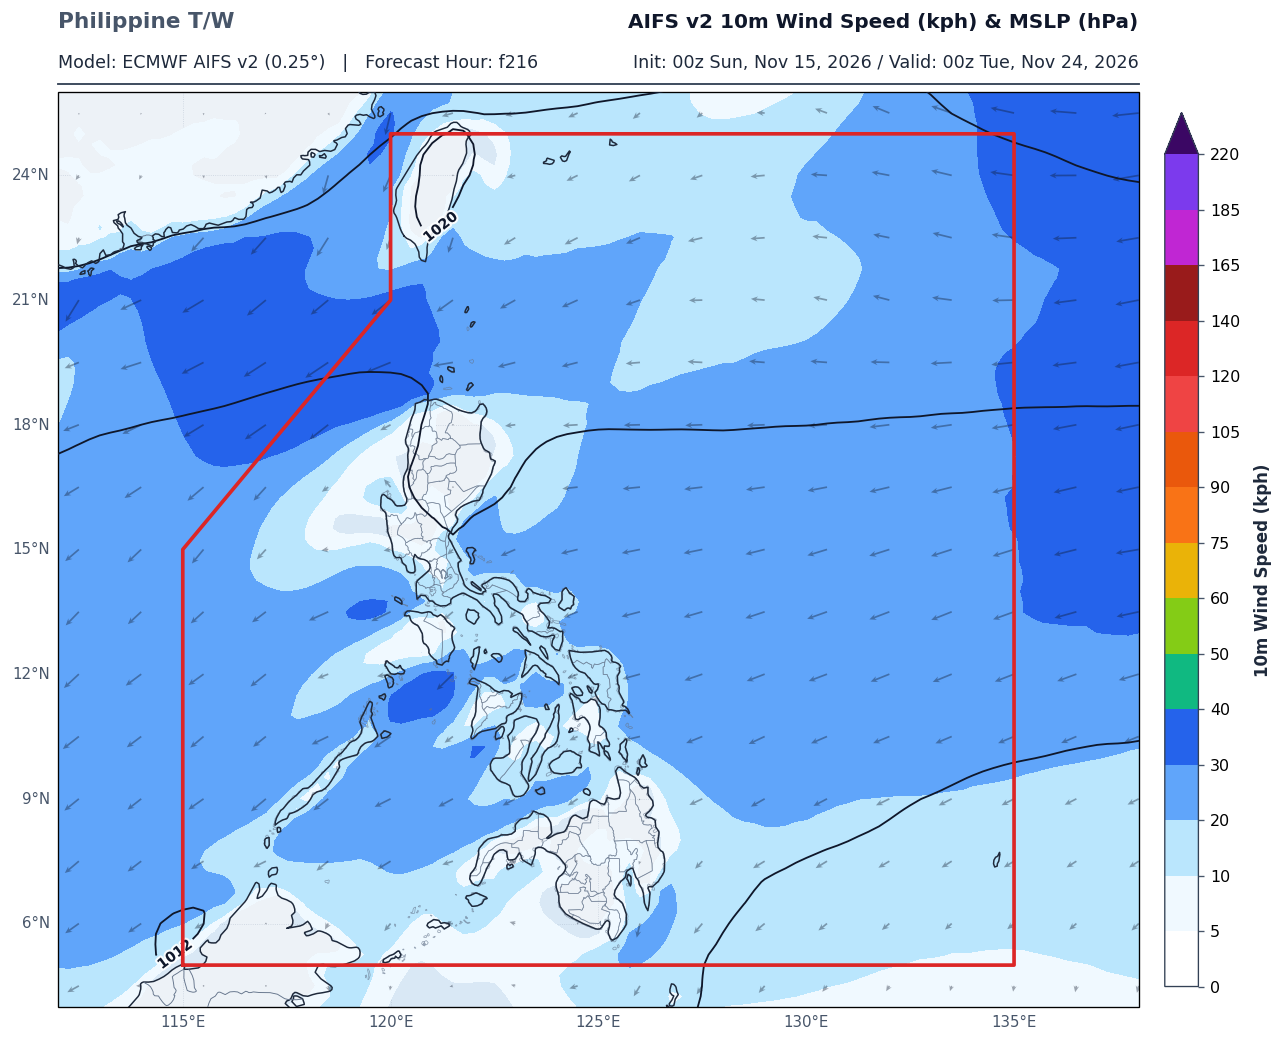 Philippine T/W
AIFS v2 10m Wind Speed (kph) & MSLP (hPa)
Model: ECMWF AIFS v2 (0.25°) | Forecast Hour: f216
Init: 00z Sun, Nov 15, 2026 / Valid: 00z Tue, Nov 24, 2026
24°N
21°N
18°N
15°N
12°N
9°N
6°N
1020
1012
115°E
120°E
125°E
130°E
135°E
220
185
165
140
120
105
90
75
60
50
40
30
20
10
5
0
10m Wind Speed (kph)